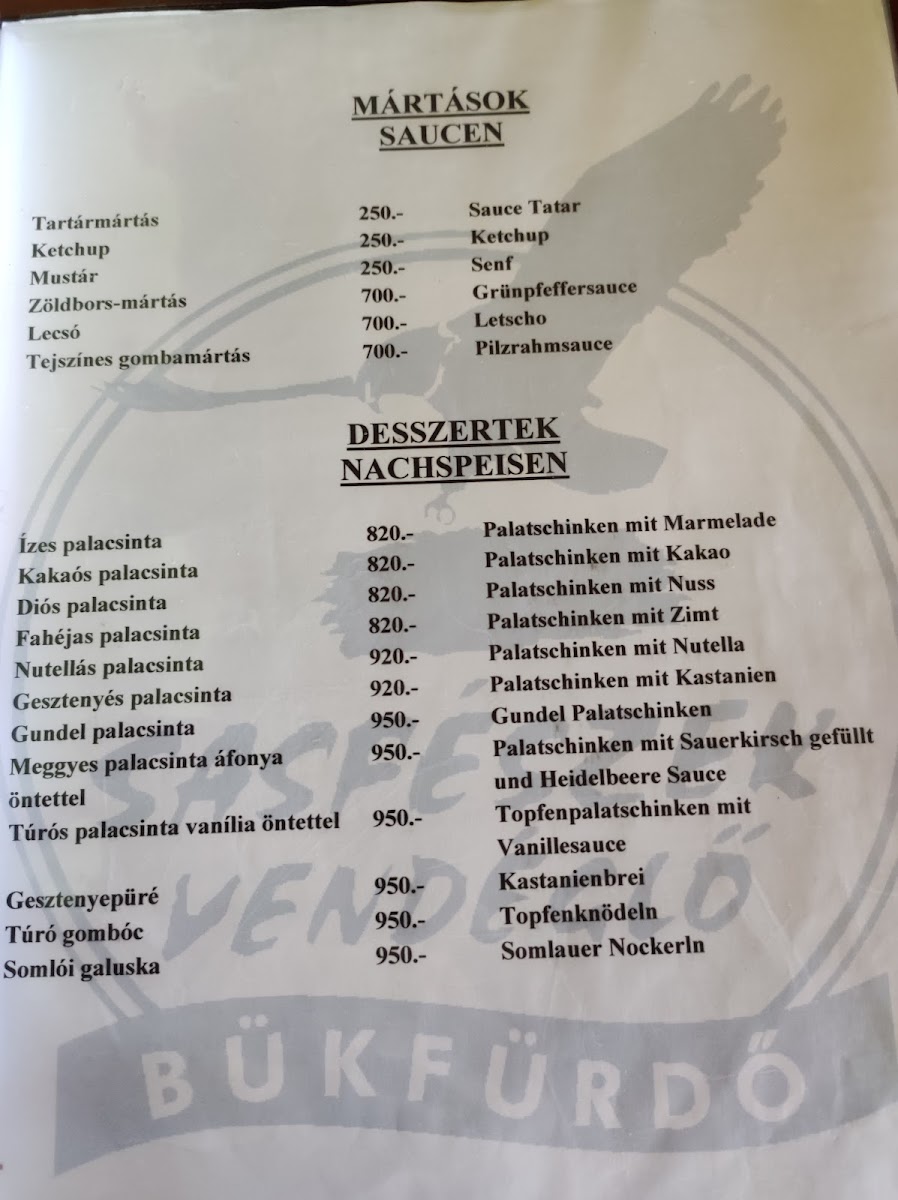 MÁRTÁSOK
SAUCEN
Tartármártás 250.- Sauce Tatar
Ketchup 250.- Ketchup
Mustár 250.- Senf
Zöldbors-mártás 700.- Grünpfeffersauce
Lecsó 700.- Letscho
Tejszínes gombamártás 700.- Pilzrahmsauce
DESSZERTEK
NACHSPEISEN
Ízes palacsinta 820.- Palatschinken mit Marmelade
Kakaós palacsinta 820.- Palatschinken mit Kakao
Diós palacsinta 820.- Palatschinken mit Nuss
Fahéjas palacsinta 820.- Palatschinken mit Zimt
Nutellás palacsinta 920.- Palatschinken mit Nutella
Gesztenyés palacsinta 920.- Palatschinken mit Kastanien
Gundel palacsinta 950.- Gundel Palatschinken
Meggyes palacsinta áfonya 950.- Palatschinken mit Sauerkirsch gefüllt
öntettel und Heidelbeere Sauce
Túrós palacsinta vanília öntettel 950.- Topfenpalatschinken mit
Vanillesauce
Gesztenyepüré 950.- Kastanienbrei
Túró gombóc 950.- Topfenknödeln
Somlói galuska 950.- Somlauer Nockerln
SASFÉSZEK
VENDÉGLŐ
BÜKFÜRDŐ